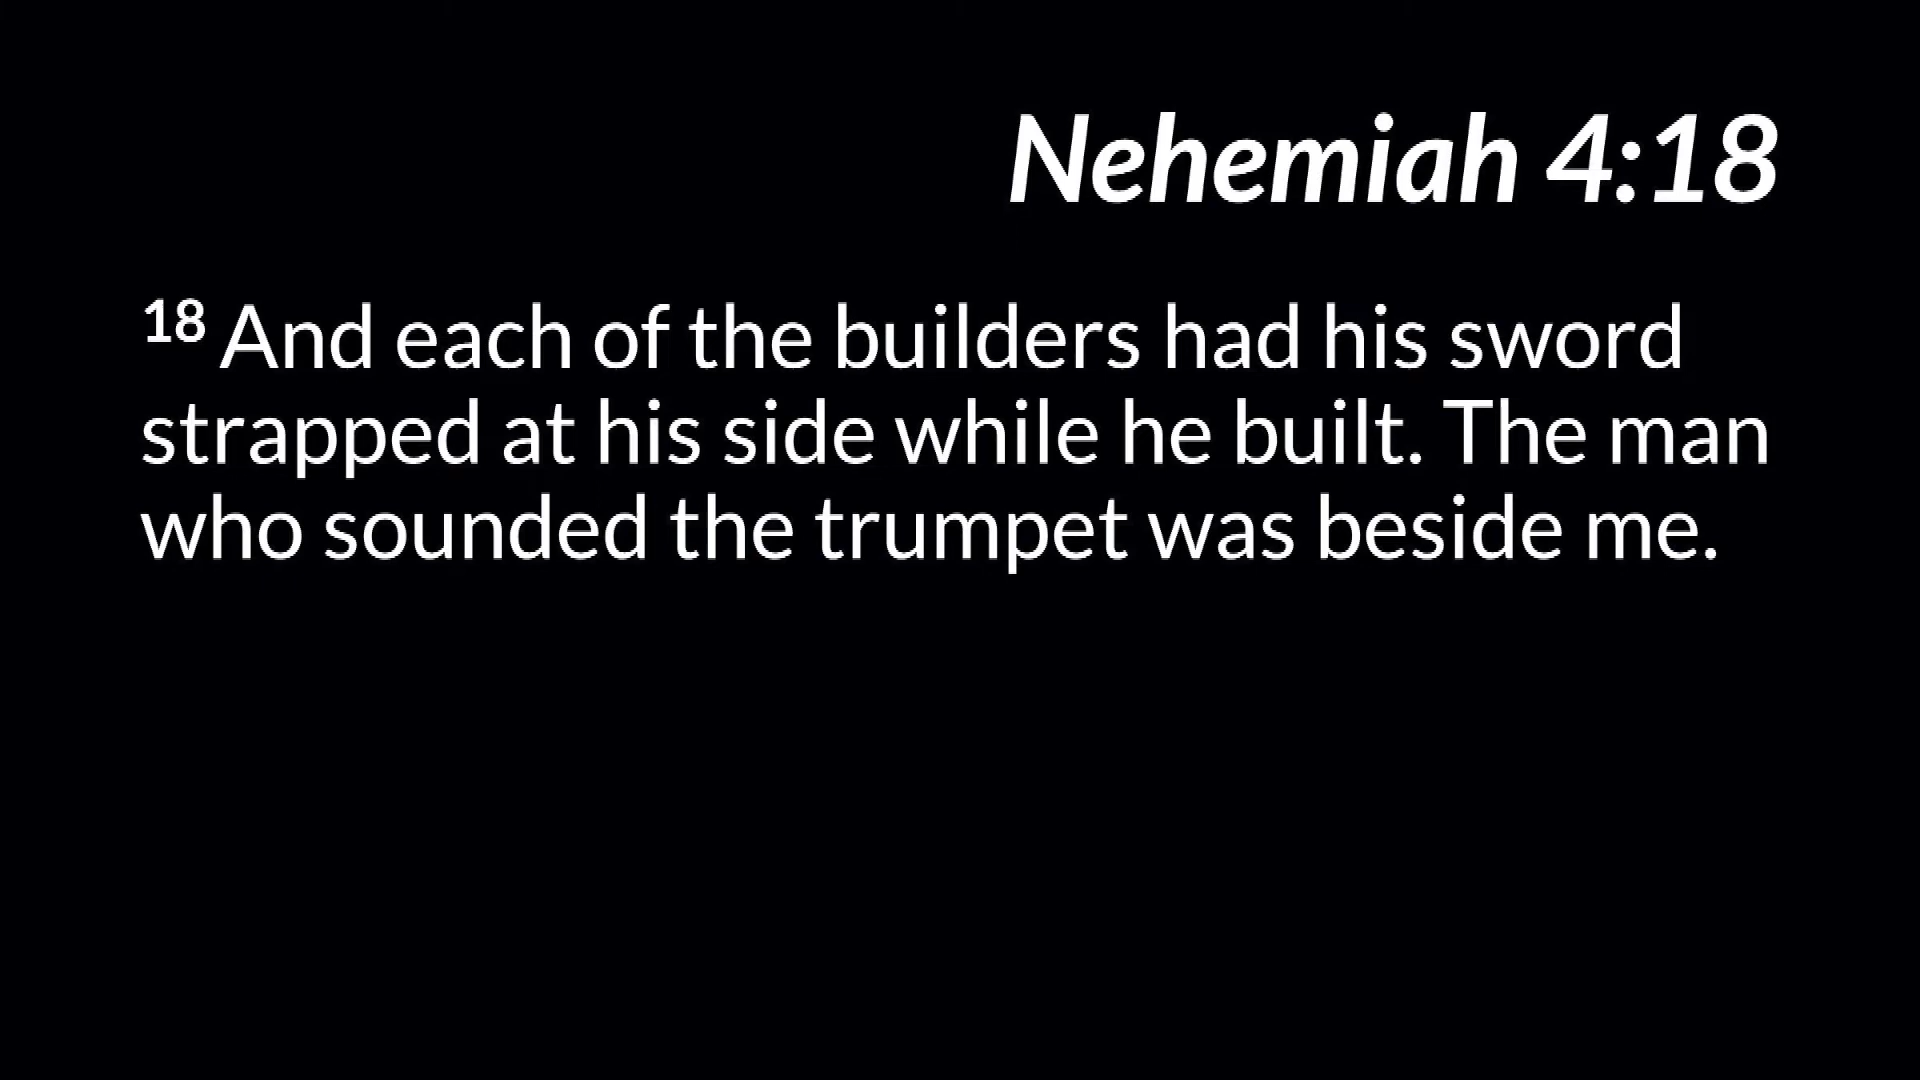 Nehemiah 4:18
18 And each of the builders had his sword
strapped at his side while he built. The man
who sounded the trumpet was beside me.